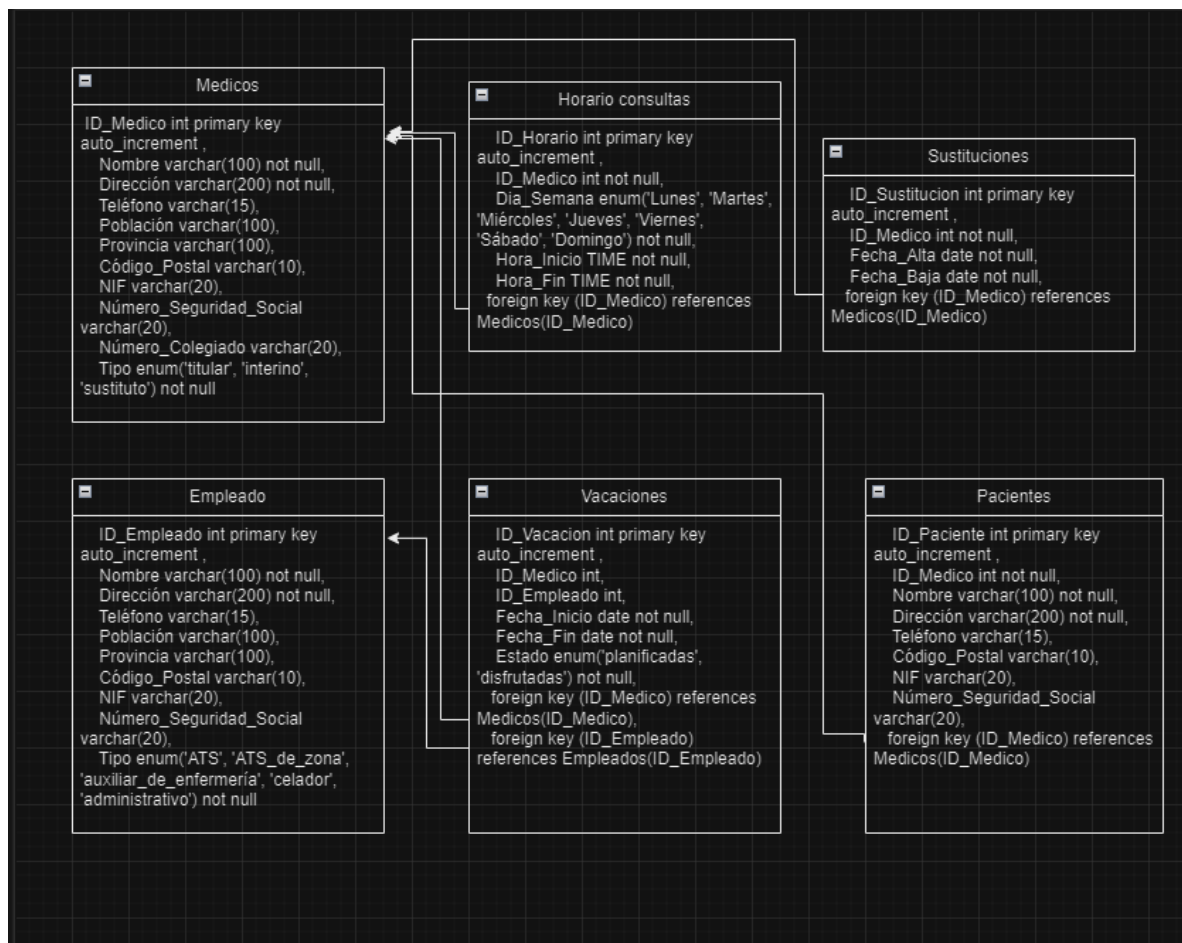 Medicos
ID_Medico int primary key
auto_increment ,
Nombre varchar(100) not null,
Dirección varchar(200) not null,
Teléfono varchar(15),
Población varchar(100),
Provincia varchar(100),
Código_Postal varchar(10),
NIF varchar(20),
Número_Seguridad_Social
varchar(20),
Número_Colegiado varchar(20),
Tipo enum('titular', 'interino',
'sustituto') not null
Horario consultas
ID_Horario int primary key
auto_increment ,
ID_Medico int not null,
Dia_Semana enum('Lunes', 'Martes',
'Miércoles', 'Jueves', 'Viernes',
'Sábado', 'Domingo') not null,
Hora_Inicio TIME not null,
Hora_Fin TIME not null,
foreign key (ID_Medico) references
Medicos(ID_Medico)
Sustituciones
ID_Sustitucion int primary key
auto_increment ,
ID_Medico int not null,
Fecha_Alta date not null,
Fecha_Baja date not null,
foreign key (ID_Medico) references
Medicos(ID_Medico)
Empleado
ID_Empleado int primary key
auto_increment ,
Nombre varchar(100) not null,
Dirección varchar(200) not null,
Teléfono varchar(15),
Población varchar(100),
Provincia varchar(100),
Código_Postal varchar(10),
NIF varchar(20),
Número_Seguridad_Social
varchar(20),
Tipo enum('ATS', 'ATS_de_zona',
'auxiliar_de_enfermería', 'celador',
'administrativo') not null
Vacaciones
ID_Vacacion int primary key
auto_increment ,
ID_Medico int,
ID_Empleado int,
Fecha_Inicio date not null,
Fecha_Fin date not null,
Estado enum('planificadas',
'disfrutadas') not null,
foreign key (ID_Medico) references
Medicos(ID_Medico),
foreign key (ID_Empleado)
references Empleados(ID_Empleado)
Pacientes
ID_Paciente int primary key
auto_increment ,
ID_Medico int not null,
Nombre varchar(100) not null,
Dirección varchar(200) not null,
Teléfono varchar(15),
Código_Postal varchar(10),
NIF varchar(20),
Número_Seguridad_Social
varchar(20),
foreign key (ID_Medico) references
Medicos(ID_Medico)